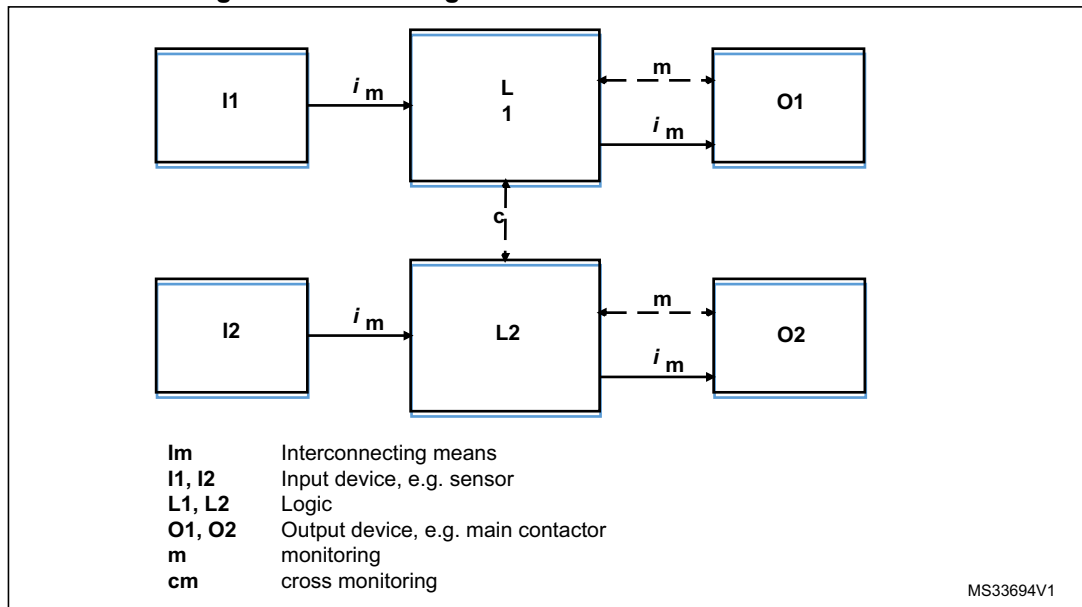 I1
i m
L
1
m
i m
O1
c
I2
i m
L2
m
i m
O2
Im Interconnecting means
I1, I2 Input device, e.g. sensor
L1, L2 Logic
O1, O2 Output device, e.g. main contactor
m monitoring
cm cross monitoring
MS33694V1